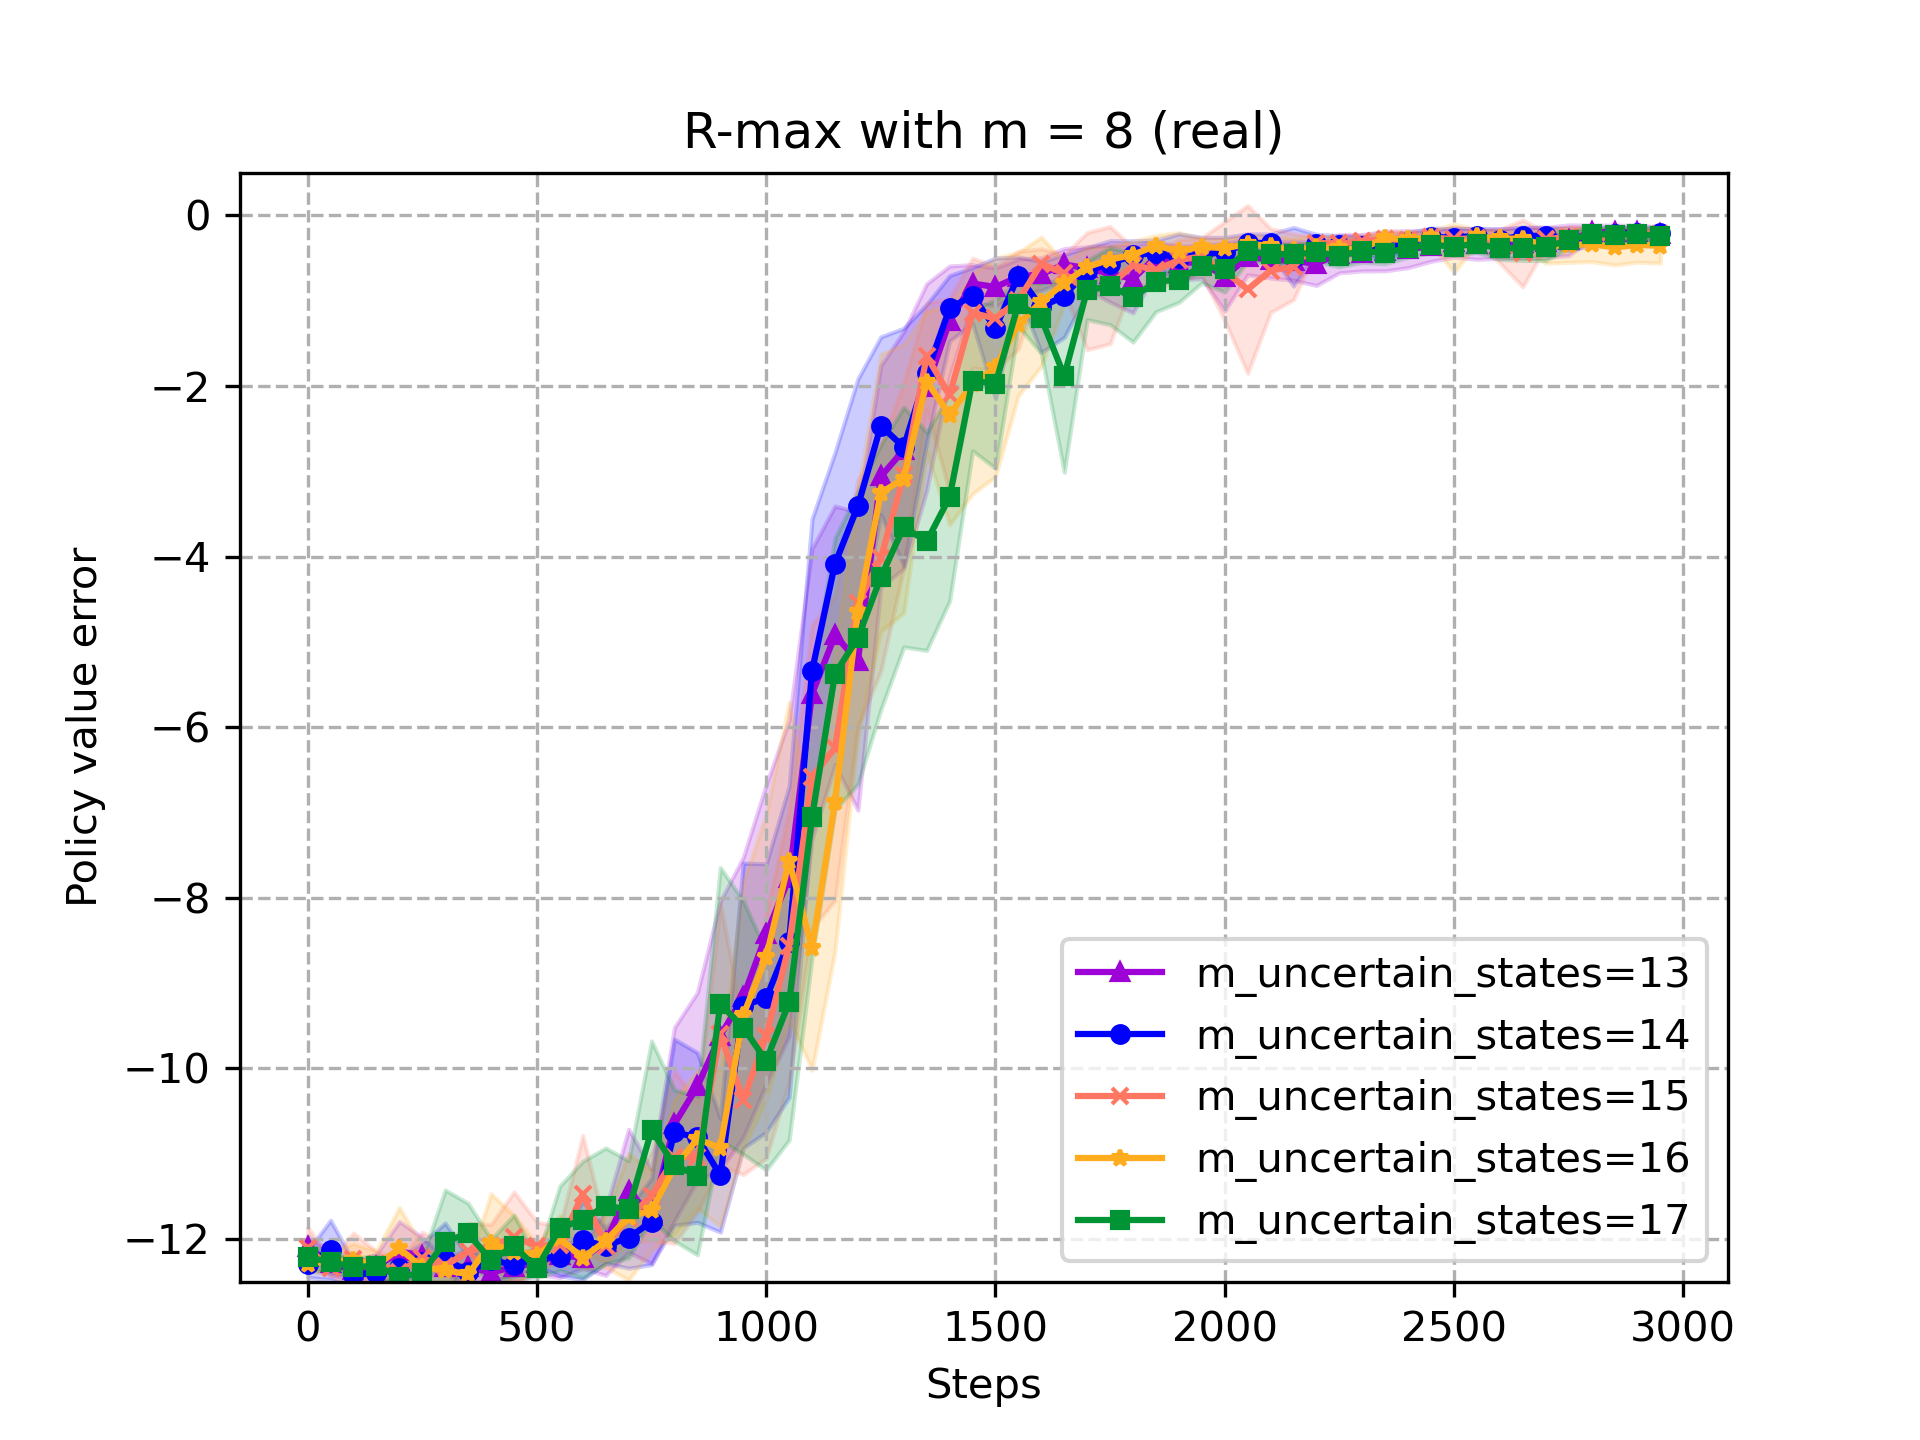 R-max with m = 8 (real)
Policy value error
0
−2
−4
−6
−8
−10
−12
0 500 1000 1500 2000 2500 3000
Steps
m_uncertain_states=13
m_uncertain_states=14
m_uncertain_states=15
m_uncertain_states=16
m_uncertain_states=17